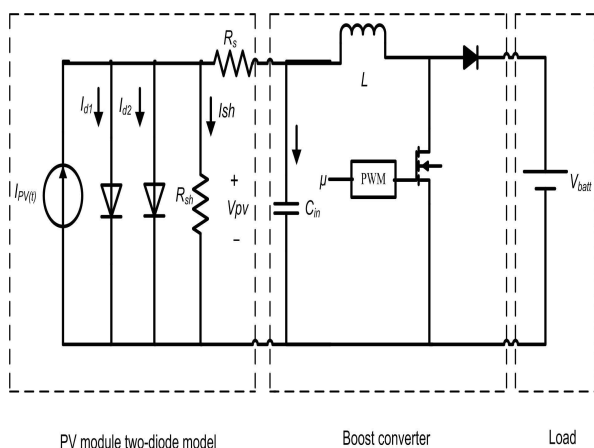 Rs
L
Id1
Id2
Ish
IPV(t)
Rsh
+
Vpv
−
Cin
μ
PWM
Vbatt
PV module two-diode model
Boost converter
Load